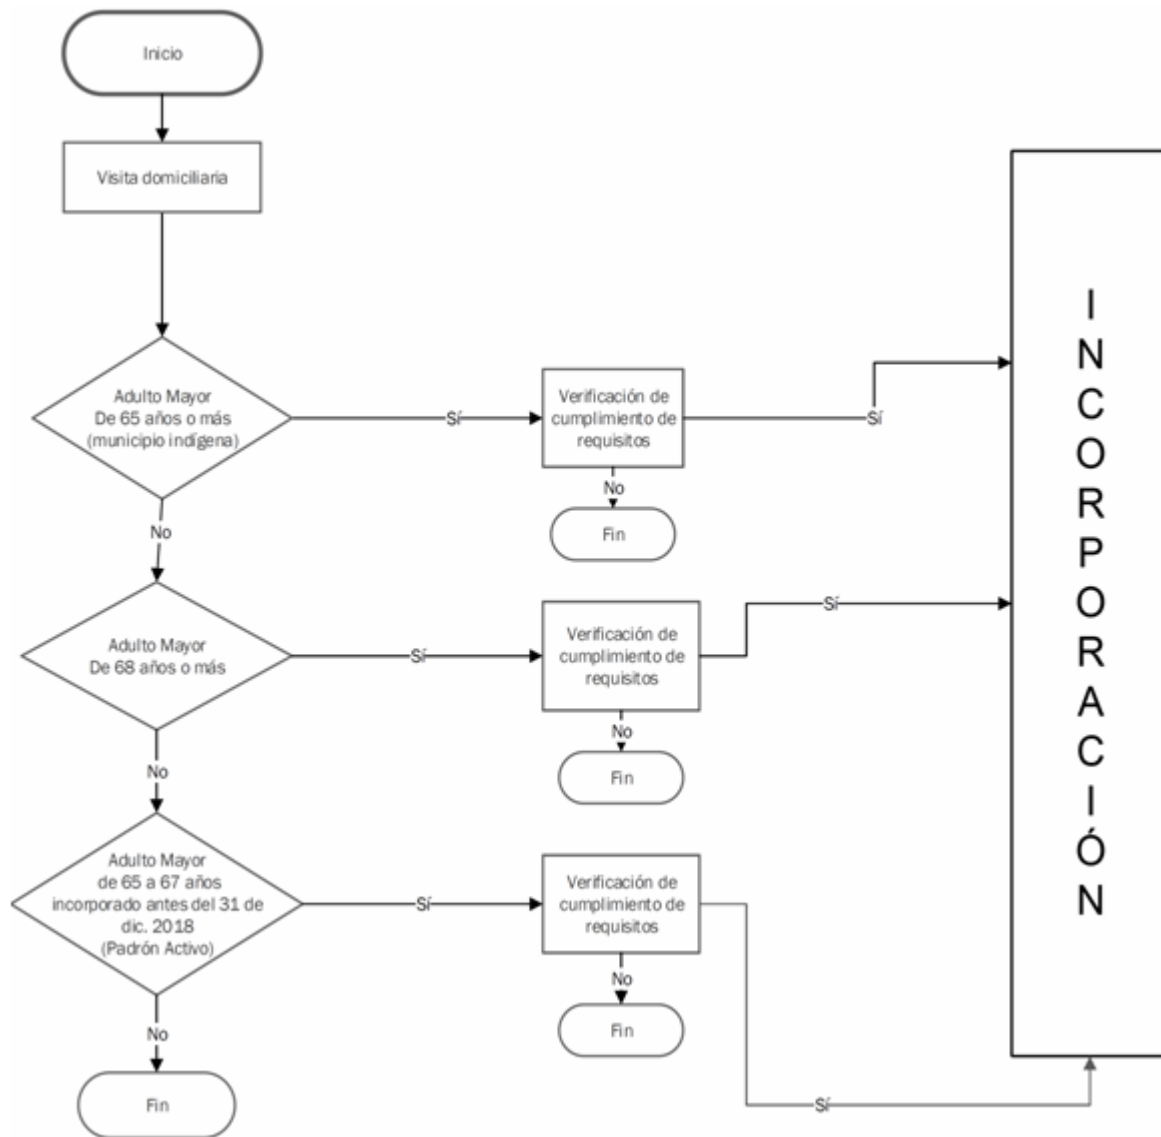 Inicio
Visita domiciliaria
Adulto Mayor
De 65 años o más
(municipio indígena)
Sí
Verificación de
cumplimiento de
requisitos
Sí
No
Fin
No
Adulto Mayor
De 68 años o más
Sí
Verificación de
cumplimiento de
requisitos
Sí
No
Fin
No
Adulto Mayor
de 65 a 67 años
incorporado antes del 31 de
dic. 2018
(Padrón Activo)
Sí
Verificación de
cumplimiento de
requisitos
No
Fin
Sí
No
Fin
INCORPORACIÓN